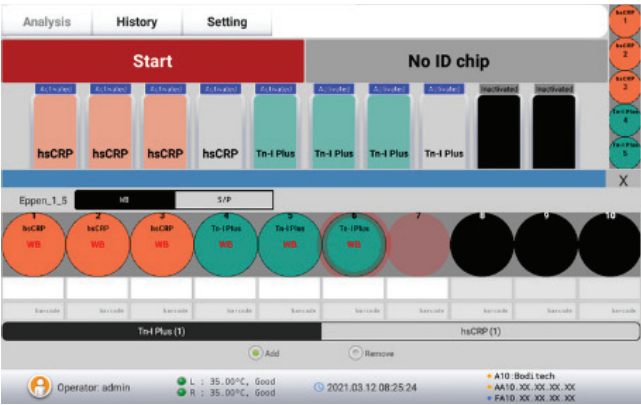 Analysis History Setting
hsCRP 1
Start No ID chip
hsCRP 2
Activated Activated Activated Activated Activated Activated Activated Activated Inactivated Inactivated
hsCRP 3
hsCRP hsCRP hsCRP hsCRP Tn-I Plus Tn-I Plus Tn-I Plus Tn-I Plus
Tn-I Plus 4
Tn-I Plus 5
X
Eppen_1_5 WB S/P
1 2 3 4 5 6 7 8 9 10
hsCRP hsCRP hsCRP Tn-I Plus Tn-I Plus Tn-I Plus
WB WB WB WB WB WB
barcode barcode barcode barcode barcode barcode barcode barcode barcode barcode
Tn-I Plus (1) hsCRP (1)
Add Remove
Operator: admin
L : 35.00°C, Good
R : 35.00°C, Good
2021.03.12 08:25:24
A10:Boditech
AA10.XX.XX.XX.XX
FA10.XX.XX.XX.XX